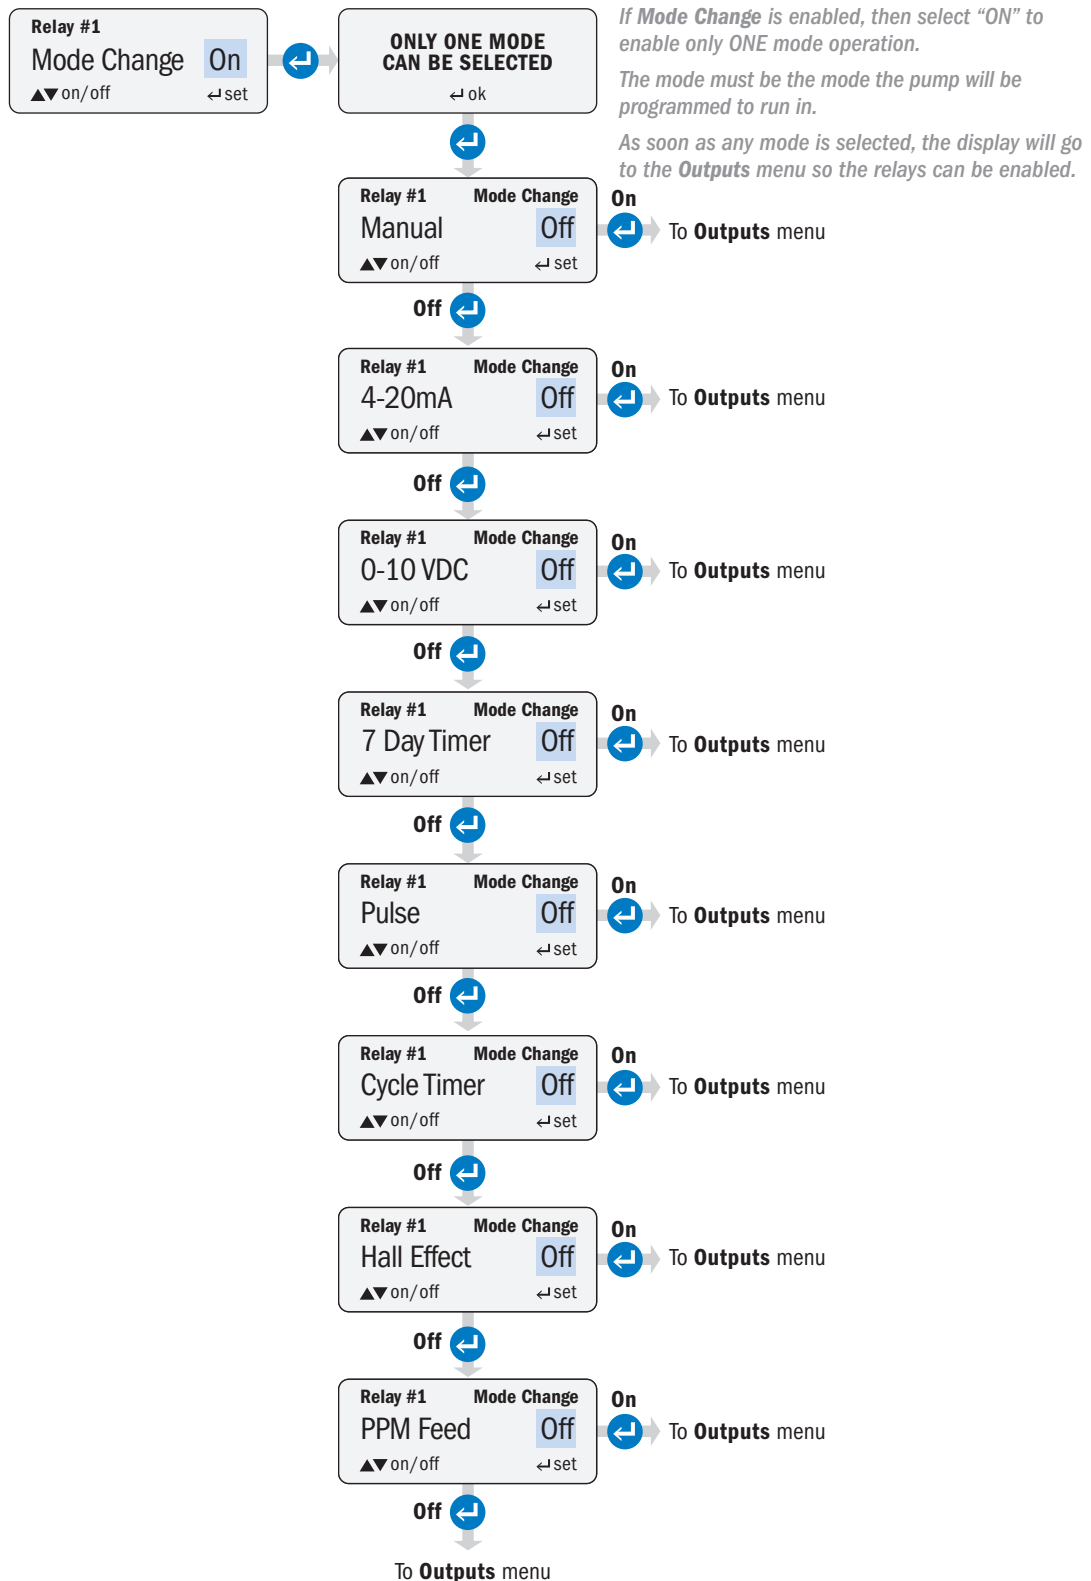 Relay #1
Mode Change On
▲▼ on/off ↵ set
ONLY ONE MODE
CAN BE SELECTED
↵ ok
If Mode Change is enabled, then select “ON” to
enable only ONE mode operation.
The mode must be the mode the pump will be
programmed to run in.
As soon as any mode is selected, the display will go
to the Outputs menu so the relays can be enabled.
Relay #1 Mode Change
Manual Off
▲▼ on/off ↵ set
On
To Outputs menu
Off
Relay #1 Mode Change
4-20mA Off
▲▼ on/off ↵ set
On
To Outputs menu
Off
Relay #1 Mode Change
0-10 VDC Off
▲▼ on/off ↵ set
On
To Outputs menu
Off
Relay #1 Mode Change
7 Day Timer Off
▲▼ on/off ↵ set
On
To Outputs menu
Off
Relay #1 Mode Change
Pulse Off
▲▼ on/off ↵ set
On
To Outputs menu
Off
Relay #1 Mode Change
Cycle Timer Off
▲▼ on/off ↵ set
On
To Outputs menu
Off
Relay #1 Mode Change
Hall Effect Off
▲▼ on/off ↵ set
On
To Outputs menu
Off
Relay #1 Mode Change
PPM Feed Off
▲▼ on/off ↵ set
On
To Outputs menu
Off
To Outputs menu